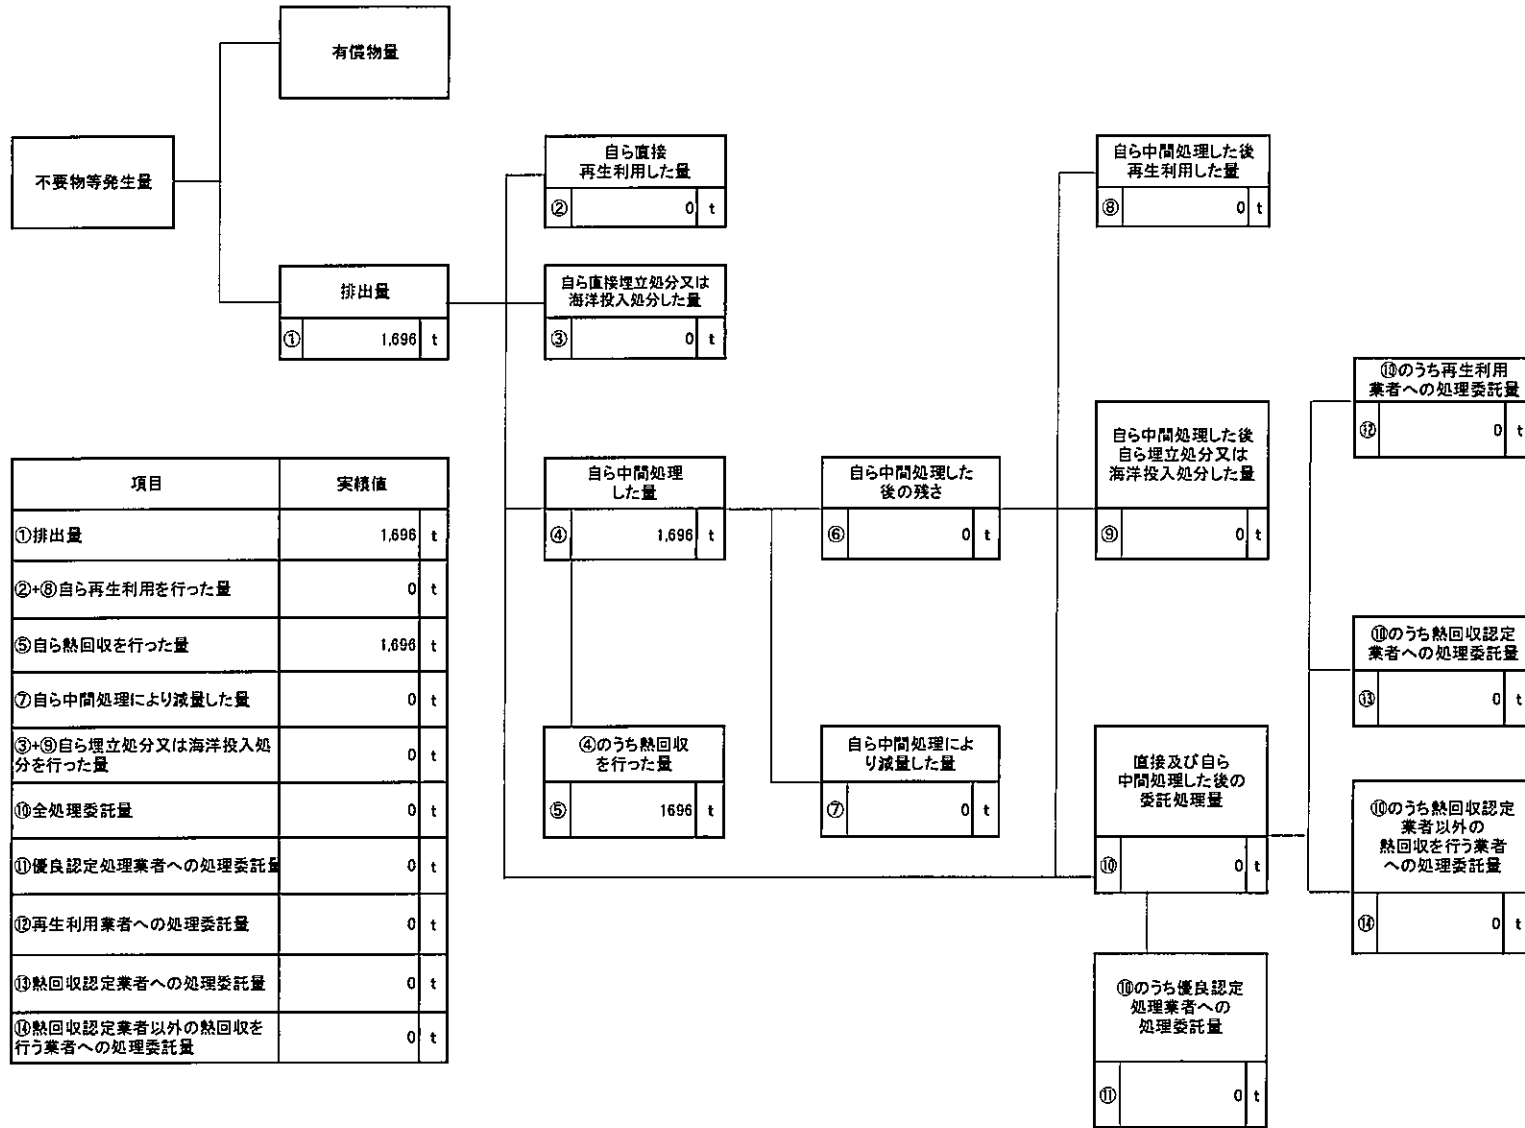 有償物量
不要物等発生量
排出量
① 1,696 t
自ら直接
再生利用した量
② 0 t
自ら直接埋立処分又は
海洋投入処分した量
③ 0 t
自ら中間処理
した量
④ 1,696 t
④のうち熱回収
を行った量
⑤ 1696 t
自ら中間処理した
後の残さ
⑥ 0 t
自ら中間処理によ
り減量した量
⑦ 0 t
自ら中間処理した後
再生利用した量
⑧ 0 t
自ら中間処理した後
自ら埋立処分又は
海洋投入処分した量
⑨ 0 t
直接及び自ら
中間処理した後の
委託処理量
⑩ 0 t
⑩のうち優良認定
処理業者への
処理委託量
⑪ 0 t
⑩のうち再生利用
業者への処理委託量
⑫ 0 t
⑩のうち熱回収認定
業者への処理委託量
⑬ 0 t
⑩のうち熱回収認定
業者以外の
熱回収を行う業者
への処理委託量
⑭ 0 t
項目 実績値
①排出量 1,696 t
②+⑧自ら再生利用を行った量 0 t
⑤自ら熱回収を行った量 1,696 t
⑦自ら中間処理により減量した量 0 t
③+⑨自ら埋立処分又は海洋投入処
分を行った量 0 t
⑩全処理委託量 0 t
⑪優良認定処理業者への処理委託量 0 t
⑫再生利用業者への処理委託量 0 t
⑬熱回収認定業者への処理委託量 0 t
⑭熱回収認定業者以外の熱回収を
行う業者への処理委託量 0 t